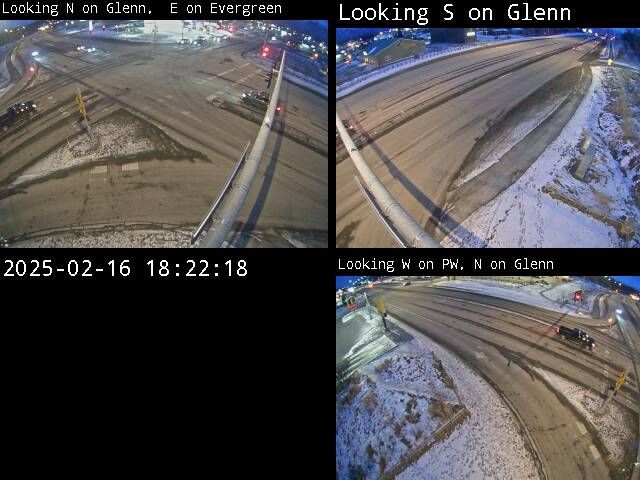 Looking N on Glenn,  E on Evergreen
Looking S on Glenn
2025-02-16 18:22:18
Looking W on PW, N on Glenn